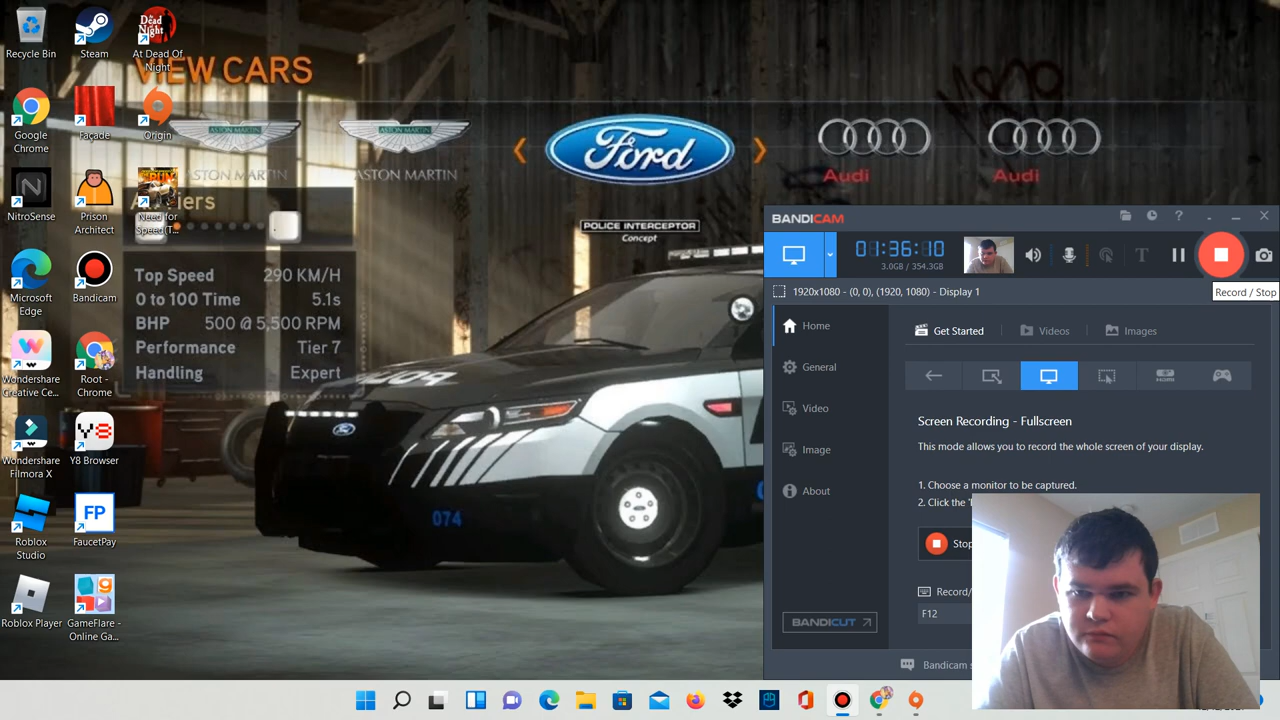 Recycle Bin
Steam
At Dead Of
Night
VIEW CARS
Google
Chrome
Façade
Origin
ASTON MARTIN
ASTON MARTIN
Ford
Audi
Audi
ASTON MARTIN
ASTON MARTIN
NitroSense
Prison
Architect
Need for
Speed(T...
POLICE INTERCEPTOR
Concept
Microsoft
Edge
Bandicam
Top Speed 290 KM/H
0 to 100 Time 5.1s
BHP 500 @ 5,500 RPM
Performance Tier 7
Handling Expert
Wondershare
Creative Ce...
Root -
Chrome
Wondershare
Filmora X
Y8
Y8 Browser
074
Roblox
Studio
FP
FaucetPay
Roblox Player
GameFlare -
Online Ga...
BANDICAM
01:36:10
3.0GB / 354.3GB
Record / Stop
1920x1080 - (0, 0), (1920, 1080) - Display 1
Home
General
Video
Image
About
Get Started
Videos
Images
HDMI
Screen Recording - Fullscreen
This mode allows you to record the whole screen of your display.
1. Choose a monitor to be captured.
2. Click the
Stop
Record/
F12
BANDICUT
Bandicam